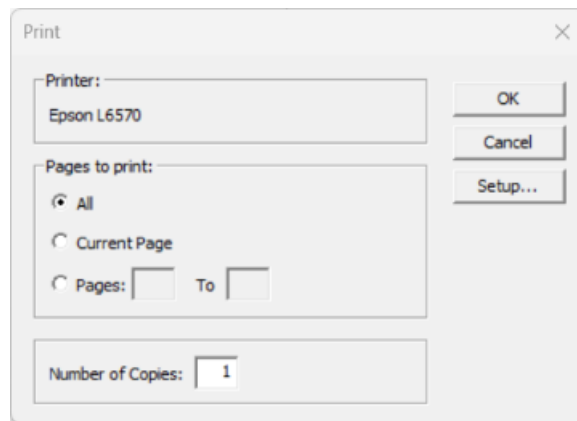 Print
Printer:
Epson L6570
OK
Cancel
Setup...
Pages to print:
All
Current Page
Pages: To
Number of Copies: 1